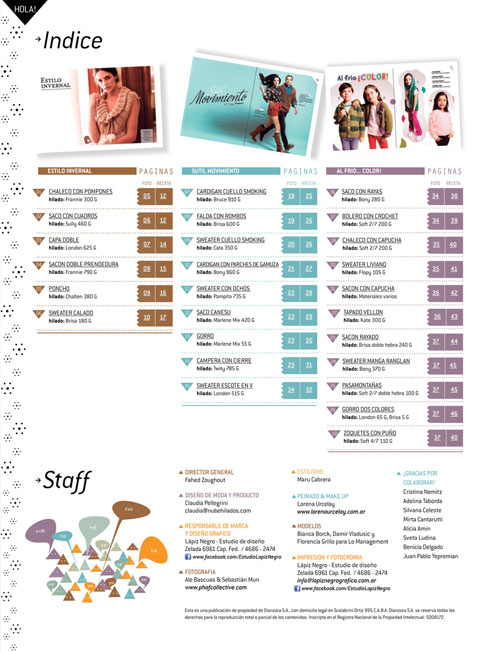 HOLA!
Indice
ESTILO
INVERNAL
Sutil
Movimiento
Al frio ¡COLOR!
ESTILO INVERNAL PAGINAS
FOTO RECETA
CHALECO CON POMPONES
hilado: Frannie 300 G
05 12
SACO CON CUADROS
hilado: Sully 460 G
06 12
CAPA DOBLE
hilado: London 625 G
07 14
SACON DOBLE PRENDEDURA
hilado: Frannie 790 G
08 15
PONCHO
hilado: Chatten 380 G
09 16
SWEATER CALADO
hilado: Brisa 180 G
10 17
SUTIL MOVIMIENTO PAGINAS
FOTO RECETA
CARDIGAN CUELLO SMOKING
hilado: Bruce 910 G
19 25
FALDA CON ROMBOS
hilado: Brisa 600 G
19 26
SWEATER CUELLO SMOKING
hilado: Cata 350 G
20 26
CARDIGAN CON PARCHES DE GAMUZA
hilado: Bony 860 G
21 27
SWEATER CON OCHOS
hilado: Pampita 735 G
22 28
SACO CANESU
hilado: Marlene Mix 420 G
23 29
GORRO
hilado: Marlene Mix 55 G
23 30
CAMPERA CON CIERRE
hilado: Twity 785 G
23 31
SWEATER ESCOTE EN V
hilado: London 515 G
24 32
AL FRIO... COLOR! PAGINAS
FOTO RECETA
SACO CON RAYAS
hilado: Bony 280 G
34 38
BOLERO CON CROCHET
hilado: Soft 2/7 200 G
34 39
CHALECO CON CAPUCHA
hilado: Soft 2/7 200 G
35 40
SWEATER LIVIANO
hilado: Flopy 105 G
35 41
SACON CON CAPUCHA
hilado: Materiales varios
36 42
TAPADO VELLON
hilado: Kate 300 G
36 43
SACON RAYADO
hilado: Brisa doble hebra 240 G
37 44
SWEATER MANGA RANGLAN
hilado: Bony 370 G
37 45
PASAMONTAÑAS
hilado: Soft 2/7 doble hebra 100 G
37 45
GORRO DOS COLORES
hilado: London 65 G, Brisa 5 G
37 46
ZOQUETES CON PUÑO
hilado: Soft 4/7 110 G
37 40
Staff
DIRECTOR GENERAL
Fahed Zoughout
DISEÑO DE MODA Y PRODUCTO
Claudia Pellegrini
claudia@nubehilados.com
RESPONSABLE DE MARCA
Y DISEÑO GRAFICO
Lápiz Negro - Estudio de diseño
Zelada 6961 Cap. Fed. / 4686 - 2474
www.facebook.com/EstudioLapizNegro
FOTOGRAFIA
Ale Bascuas & Sebastián Mun
www.phafcollective.com
ESTILISMO
Maru Cabrera
PEINADO & MAKE UP
Lorena Urcelay
www.lorenaurcelay.com.ar
MODELOS
Bianca Borck, Damir Vladusic y
Florencia Grillo para Lo Management
IMPRESION Y FOTOCROMIA
Lápiz Negro - Estudio de diseño
Zelada 6961 Cap. Fed. / 4686 - 2474
info@lapiznegrografica.com.ar
www.facebook.com/EstudioLapizNegro
¡GRACIAS POR
COLABORAR!
Cristina Nemitz
Adelina Taborda
Silvana Celeste
Mirta Cantarutti
Alicia Amin
Sveta Ludina
Benicia Delgado
Juan Pablo Yepremian
Esta es una publicación de propiedad de Dianzora S.A., con domicilio legal en Scalabrini Ortiz 395 C.A.B.A. Dianzora S.A. se reserva todos los
derechos para la reproducción total o parcial de los contenidos. Inscripta en el Registro Nacional de la Propiedad Intelectual: 5008172.